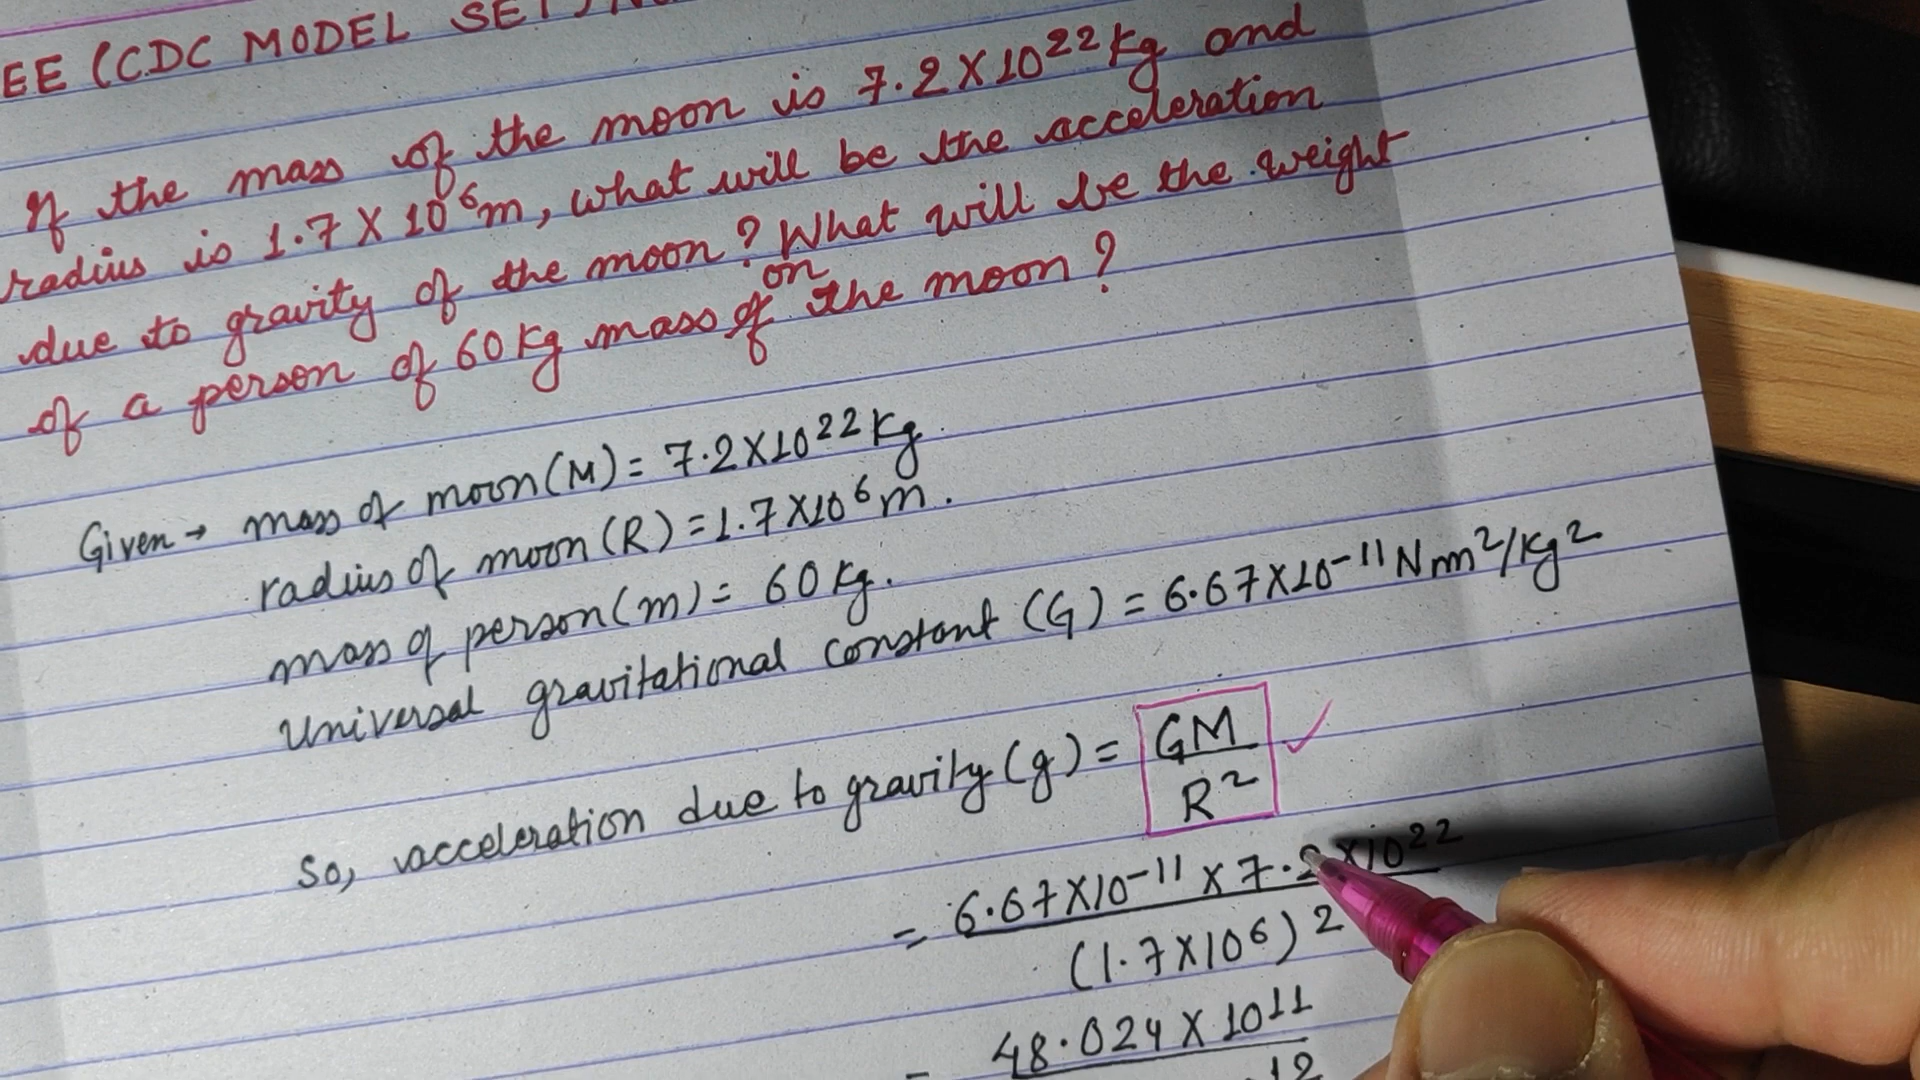 EE (CDC MODEL SET)
If the mass of the moon is 7.2 X 10²² Kg and
radius is 1.7 X 10⁶ m, what will be the acceleration
due to gravity of the moon? What will be the weight
of a person of 60 Kg mass of on the moon?
Given → mass of moon (M) = 7.2 X 10²² Kg
radius of moon (R) = 1.7 X 10⁶ m.
mass of person (m) = 60 Kg.
Universal gravitational constant (G) = 6.67 X 10⁻¹¹ Nm²/Kg²
So, acceleration due to gravity (g) = GM ✓
R²
= 6.67 X 10⁻¹¹ x 7.2 X 10²²
(1.7 X 10⁶)²
= 48.024 X 10¹¹
12